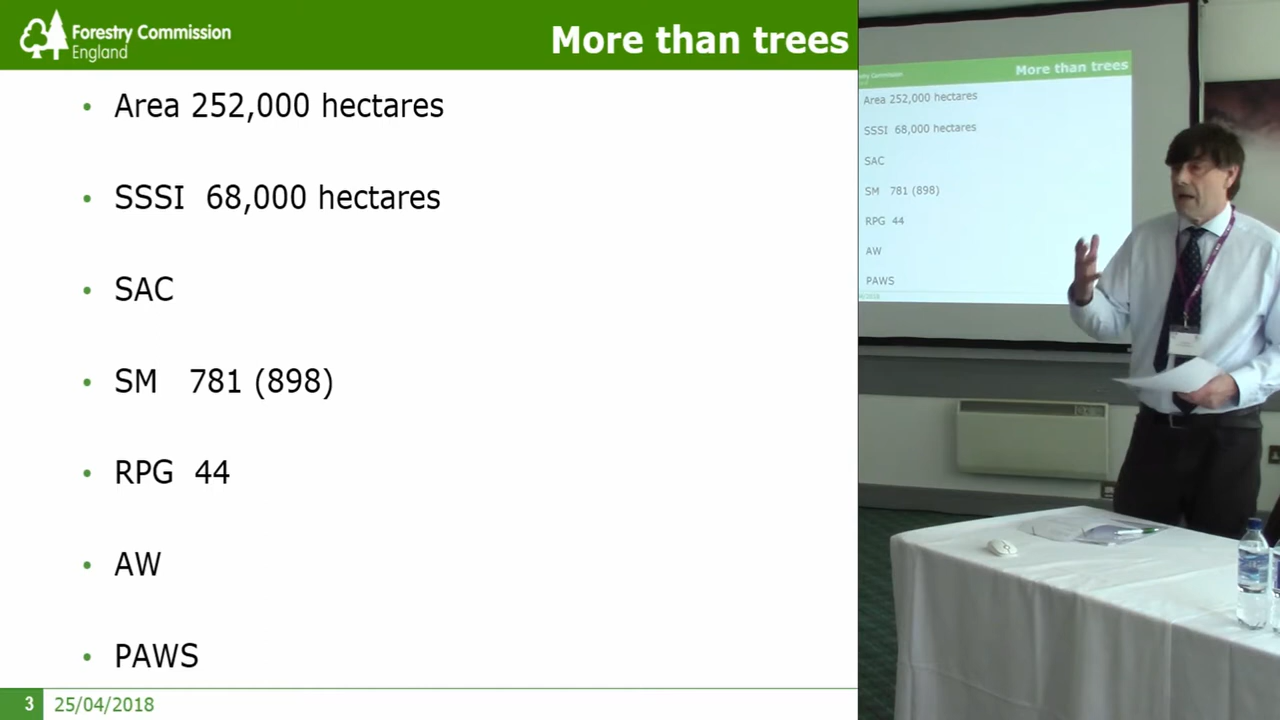 Forestry Commission
England
More than trees
• Area 252,000 hectares
• SSSI 68,000 hectares
• SAC
• SM 781 (898)
• RPG 44
• AW
• PAWS
3 25/04/2018
More than trees
Area 252,000 hectares
SSSI 68,000 hectares
SAC
SM 781 (898)
RPG 44
AW
PAWS